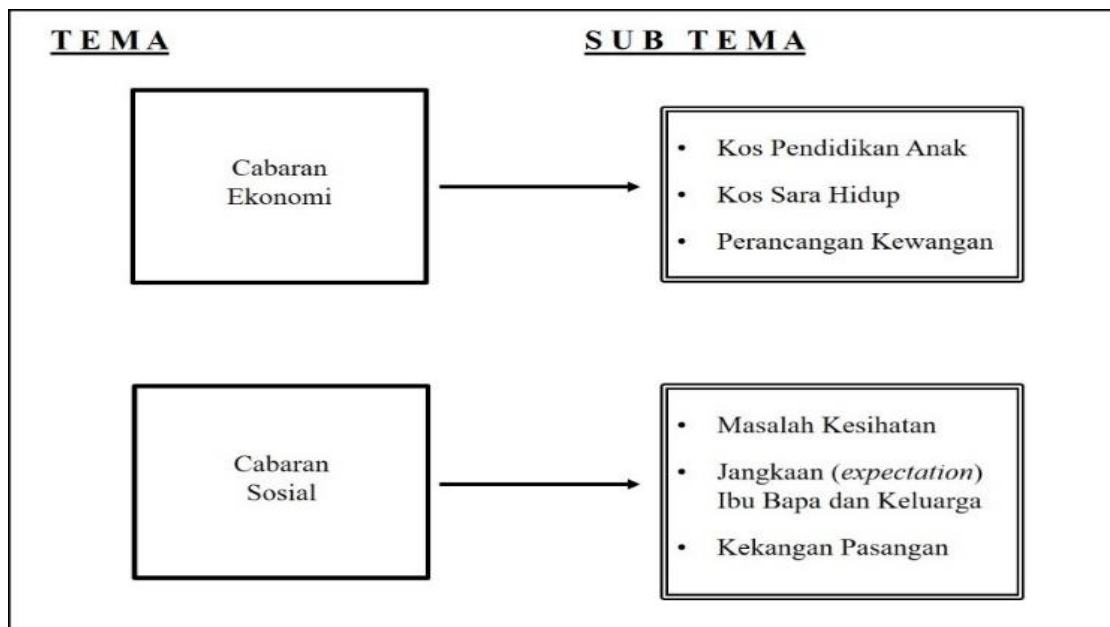 TEMA
SUB TEMA
Cabaran
Ekonomi
• Kos Pendidikan Anak
• Kos Sara Hidup
• Perancangan Kewangan
Cabaran
Sosial
• Masalah Kesihatan
• Jangkaan (expectation)
Ibu Bapa dan Keluarga
• Kekangan Pasangan